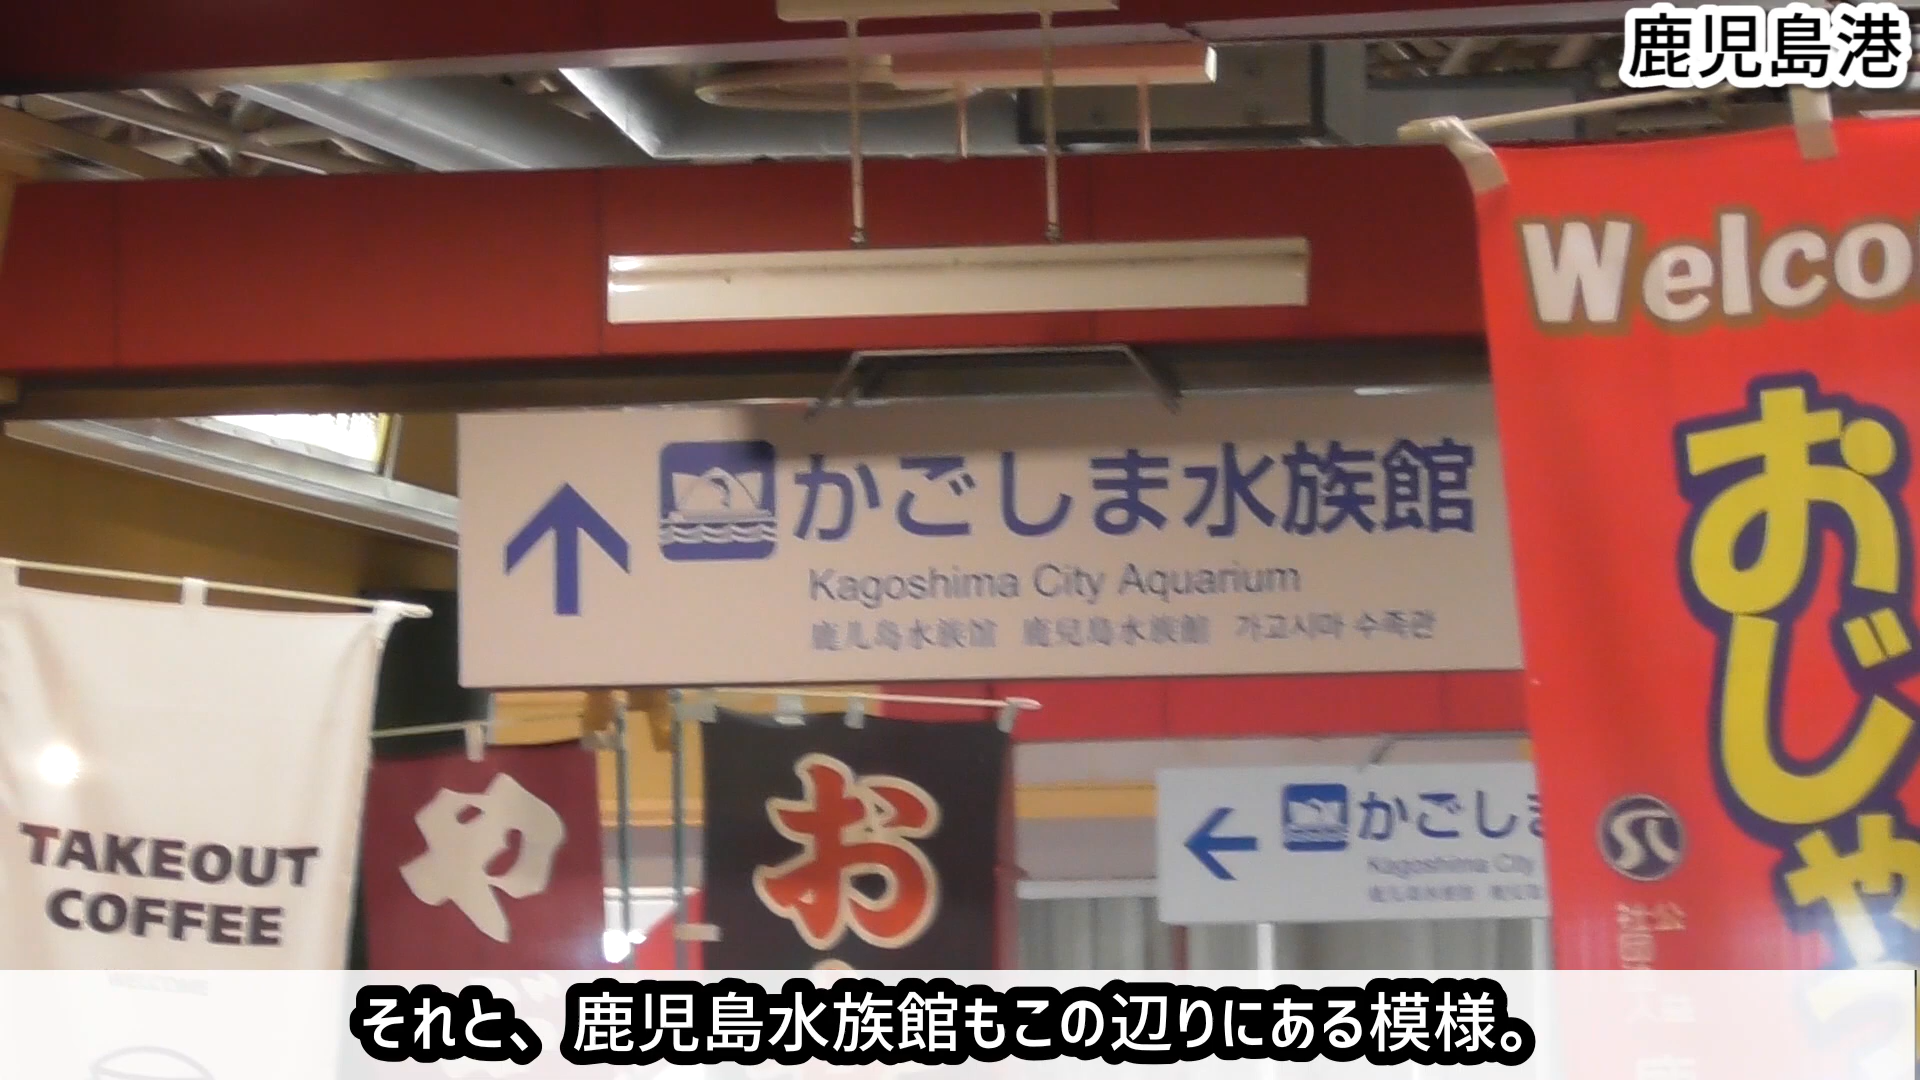 鹿児島港
Welco
おじゃ
かごしま水族館
Kagoshima City Aquarium
鹿儿岛水族馆 鹿兒島水族館 가고시마 수족관
かごしま
Kagoshima City
TAKEOUT
COFFEE
や
お
公
社団
それと、鹿児島水族館もこの辺りにある模様。